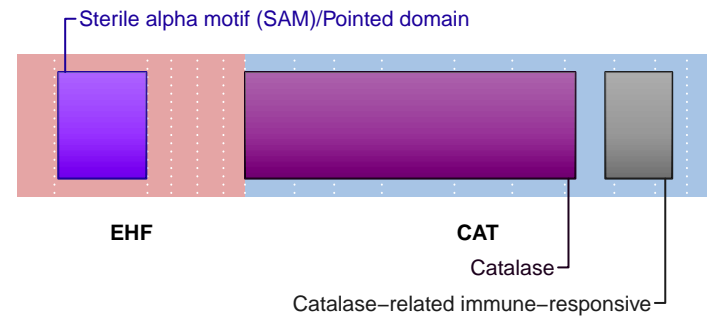 Sterile alpha motif (SAM)/Pointed domain
EHF CAT
Catalase
Catalase−related immune−responsive